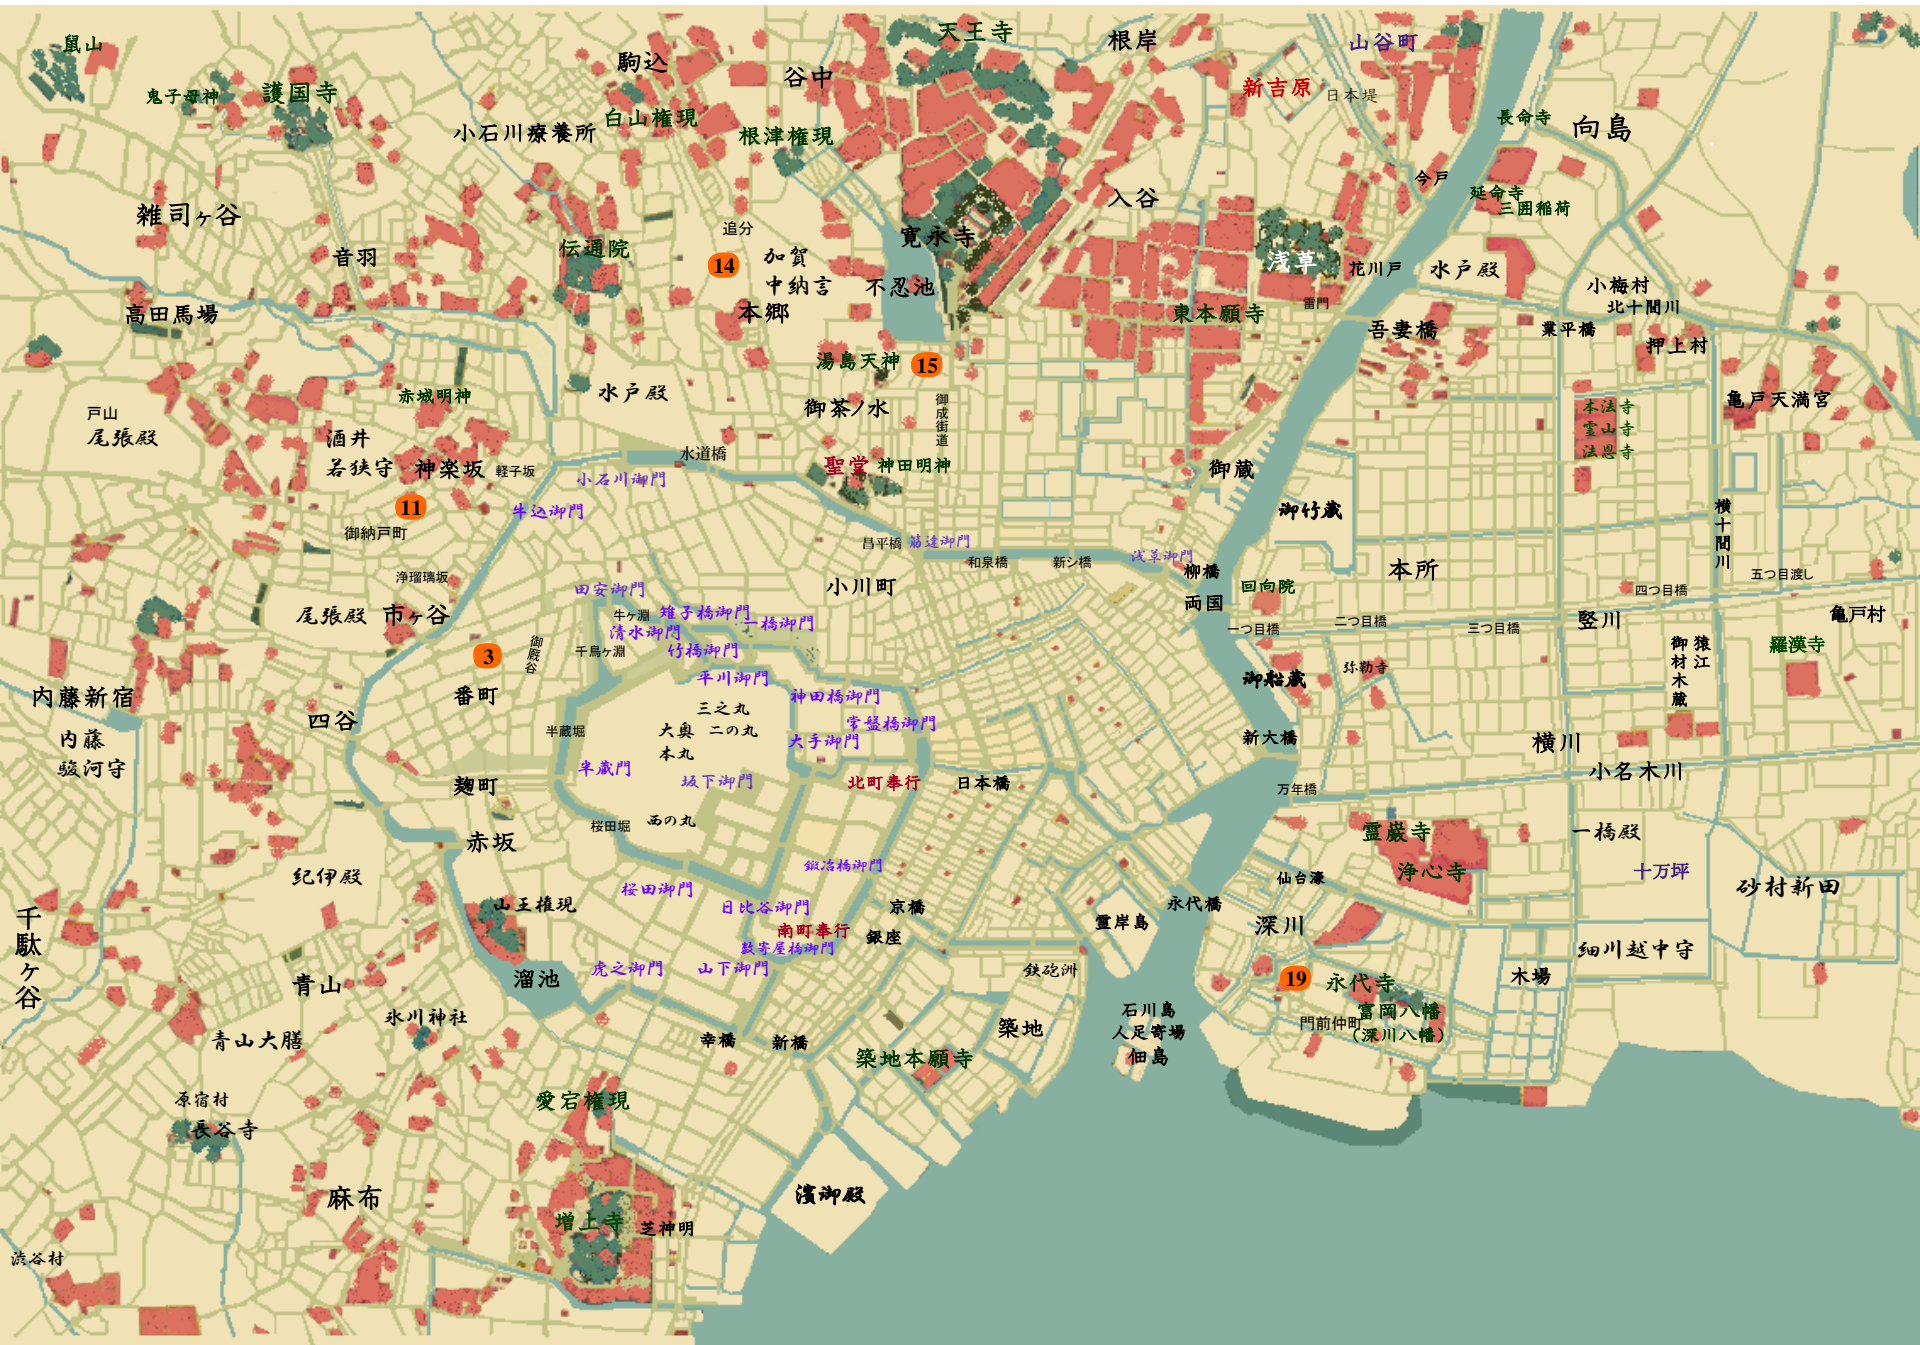 鼠山
鬼子母神
護国寺
駒込
谷中
天王寺
根岸
山谷町
新吉原
日本堤
小石川療養所
白山権現
根津権現
長命寺
向島
雑司ヶ谷
音羽
伝通院
追分
14
加賀
中納言
本郷
寛永寺
不忍池
入谷
今戸
延命寺
三囲稲荷
浅草
花川戸
水戸殿
雷門
東本願寺
吾妻橋
小梅村
北十間川
業平橋
押上村
高田馬場
赤城明神
水戸殿
湯島天神
15
御茶ノ水
御成街道
本法寺
霊山寺
法恩寺
亀戸天満宮
戸山
尾張殿
酒井
若狭守
神楽坂
軽子坂
11
水道橋
小石川御門
牛込御門
聖堂
神田明神
御蔵
御竹蔵
横十間川
御納戸町
浄瑠璃坂
昌平橋
筋違御門
和泉橋
新シ橋
浅草御門
柳橋
両国
回向院
本所
四つ目橋
五つ目渡し
亀戸村
尾張殿
市ヶ谷
田安御門
牛ヶ淵
雉子橋御門
一橋御門
清水御門
竹橋御門
千鳥ヶ淵
小川町
一つ目橋
二つ目橋
三つ目橋
竪川
猿江
御材木蔵
羅漢寺
3
御厩谷
番町
平川御門
神田橋御門
常盤橋御門
大手御門
三之丸
大奥
二の丸
本丸
御船蔵
弥勒寺
内藤新宿
内藤
駿河守
四谷
半蔵堀
半蔵門
坂下御門
北町奉行
日本橋
新大橋
横川
小名木川
万年橋
麹町
桜田堀
西の丸
赤坂
紀伊殿
鍛冶橋御門
桜田御門
日比谷御門
南町奉行
数寄屋橋御門
京橋
銀座
霊岸島
永代橋
霊巌寺
浄心寺
仙台濠
深川
一橋殿
十万坪
砂村新田
細川越中守
木場
千駄ヶ谷
山王権現
溜池
虎之御門
山下御門
鉄砲洲
19
永代寺
富岡八幡
(深川八幡)
門前仲町
青山
青山大膳
氷川神社
幸橋
新橋
築地
築地本願寺
石川島
人足寄場
佃島
原宿村
長谷寺
愛宕権現
麻布
増上寺
芝神明
濱御殿
渋谷村